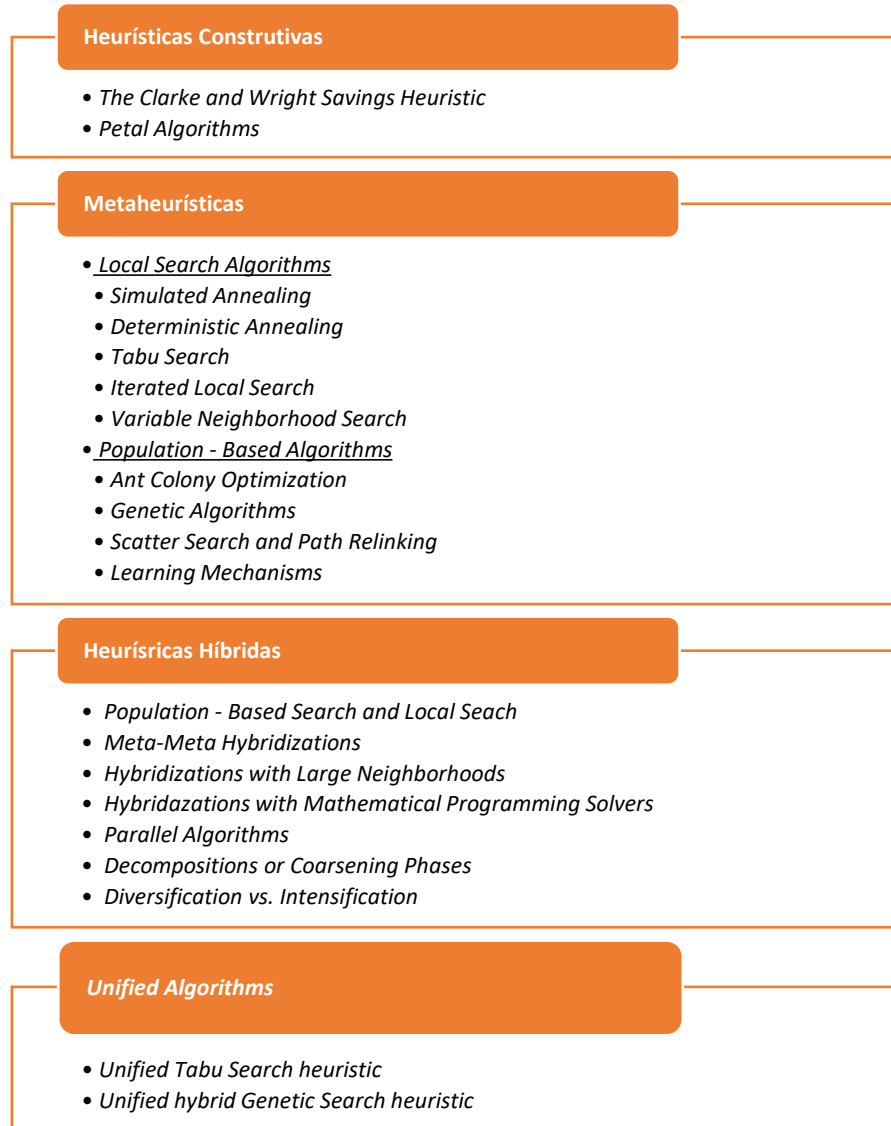 Heurísticas Construtivas
• The Clarke and Wright Savings Heuristic
• Petal Algorithms
Metaheurísticas
• Local Search Algorithms
• Simulated Annealing
• Deterministic Annealing
• Tabu Search
• Iterated Local Search
• Variable Neighborhood Search
• Population - Based Algorithms
• Ant Colony Optimization
• Genetic Algorithms
• Scatter Search and Path Relinking
• Learning Mechanisms
Heurísricas Híbridas
• Population - Based Search and Local Seach
• Meta-Meta Hybridizations
• Hybridizations with Large Neighborhoods
• Hybridazations with Mathematical Programming Solvers
• Parallel Algorithms
• Decompositions or Coarsening Phases
• Diversification vs. Intensification
Unified Algorithms
• Unified Tabu Search heuristic
• Unified hybrid Genetic Search heuristic